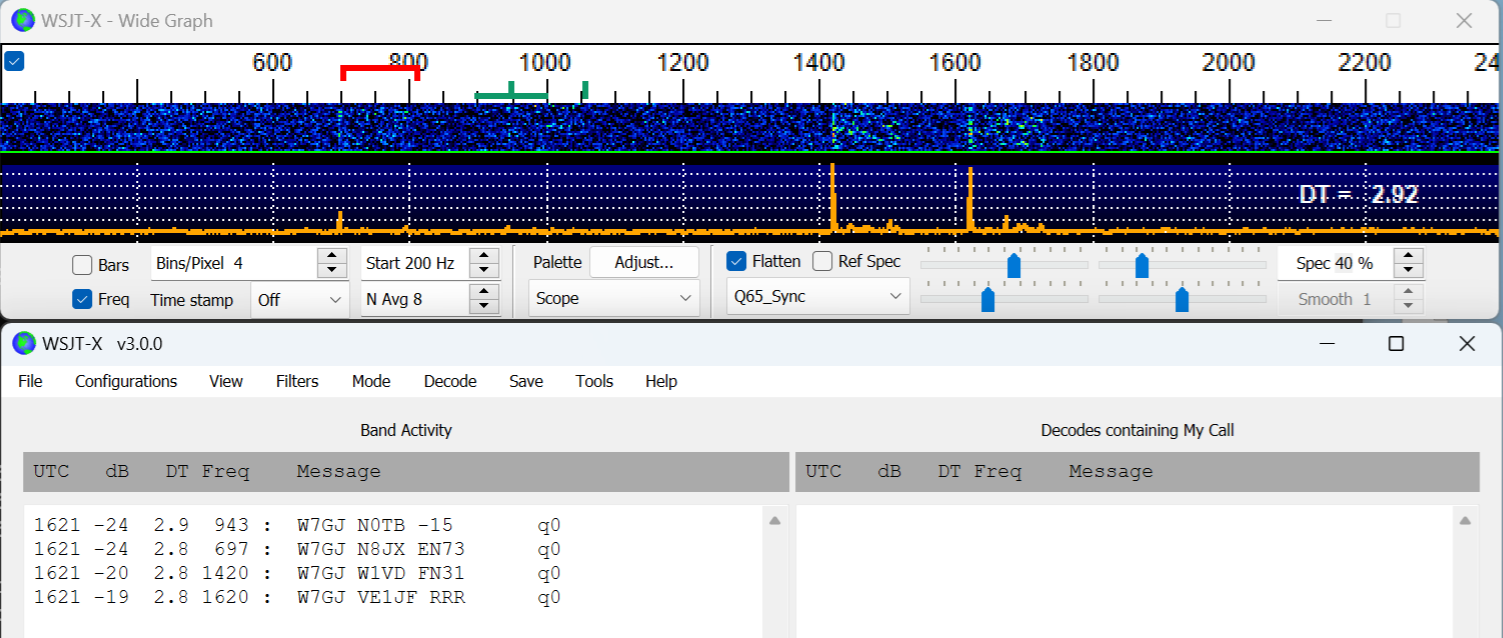 WSJT-X - Wide Graph
600 800 1000 1200 1400 1600 1800 2000 2200 24
DT = 2.92
Bars Bins/Pixel 4 Start 200 Hz Palette Adjust... Flatten Ref Spec Spec 40 %
Freq Time stamp Off N Avg 8 Scope Q65_Sync Smooth 1
WSJT-X v3.0.0
File Configurations View Filters Mode Decode Save Tools Help
Band Activity Decodes containing My Call
UTC dB DT Freq Message UTC dB DT Freq Message
1621 -24 2.9 943 : W7GJ N0TB -15 q0
1621 -24 2.8 697 : W7GJ N8JX EN73 q0
1621 -20 2.8 1420 : W7GJ W1VD FN31 q0
1621 -19 2.8 1620 : W7GJ VE1JF RRR q0